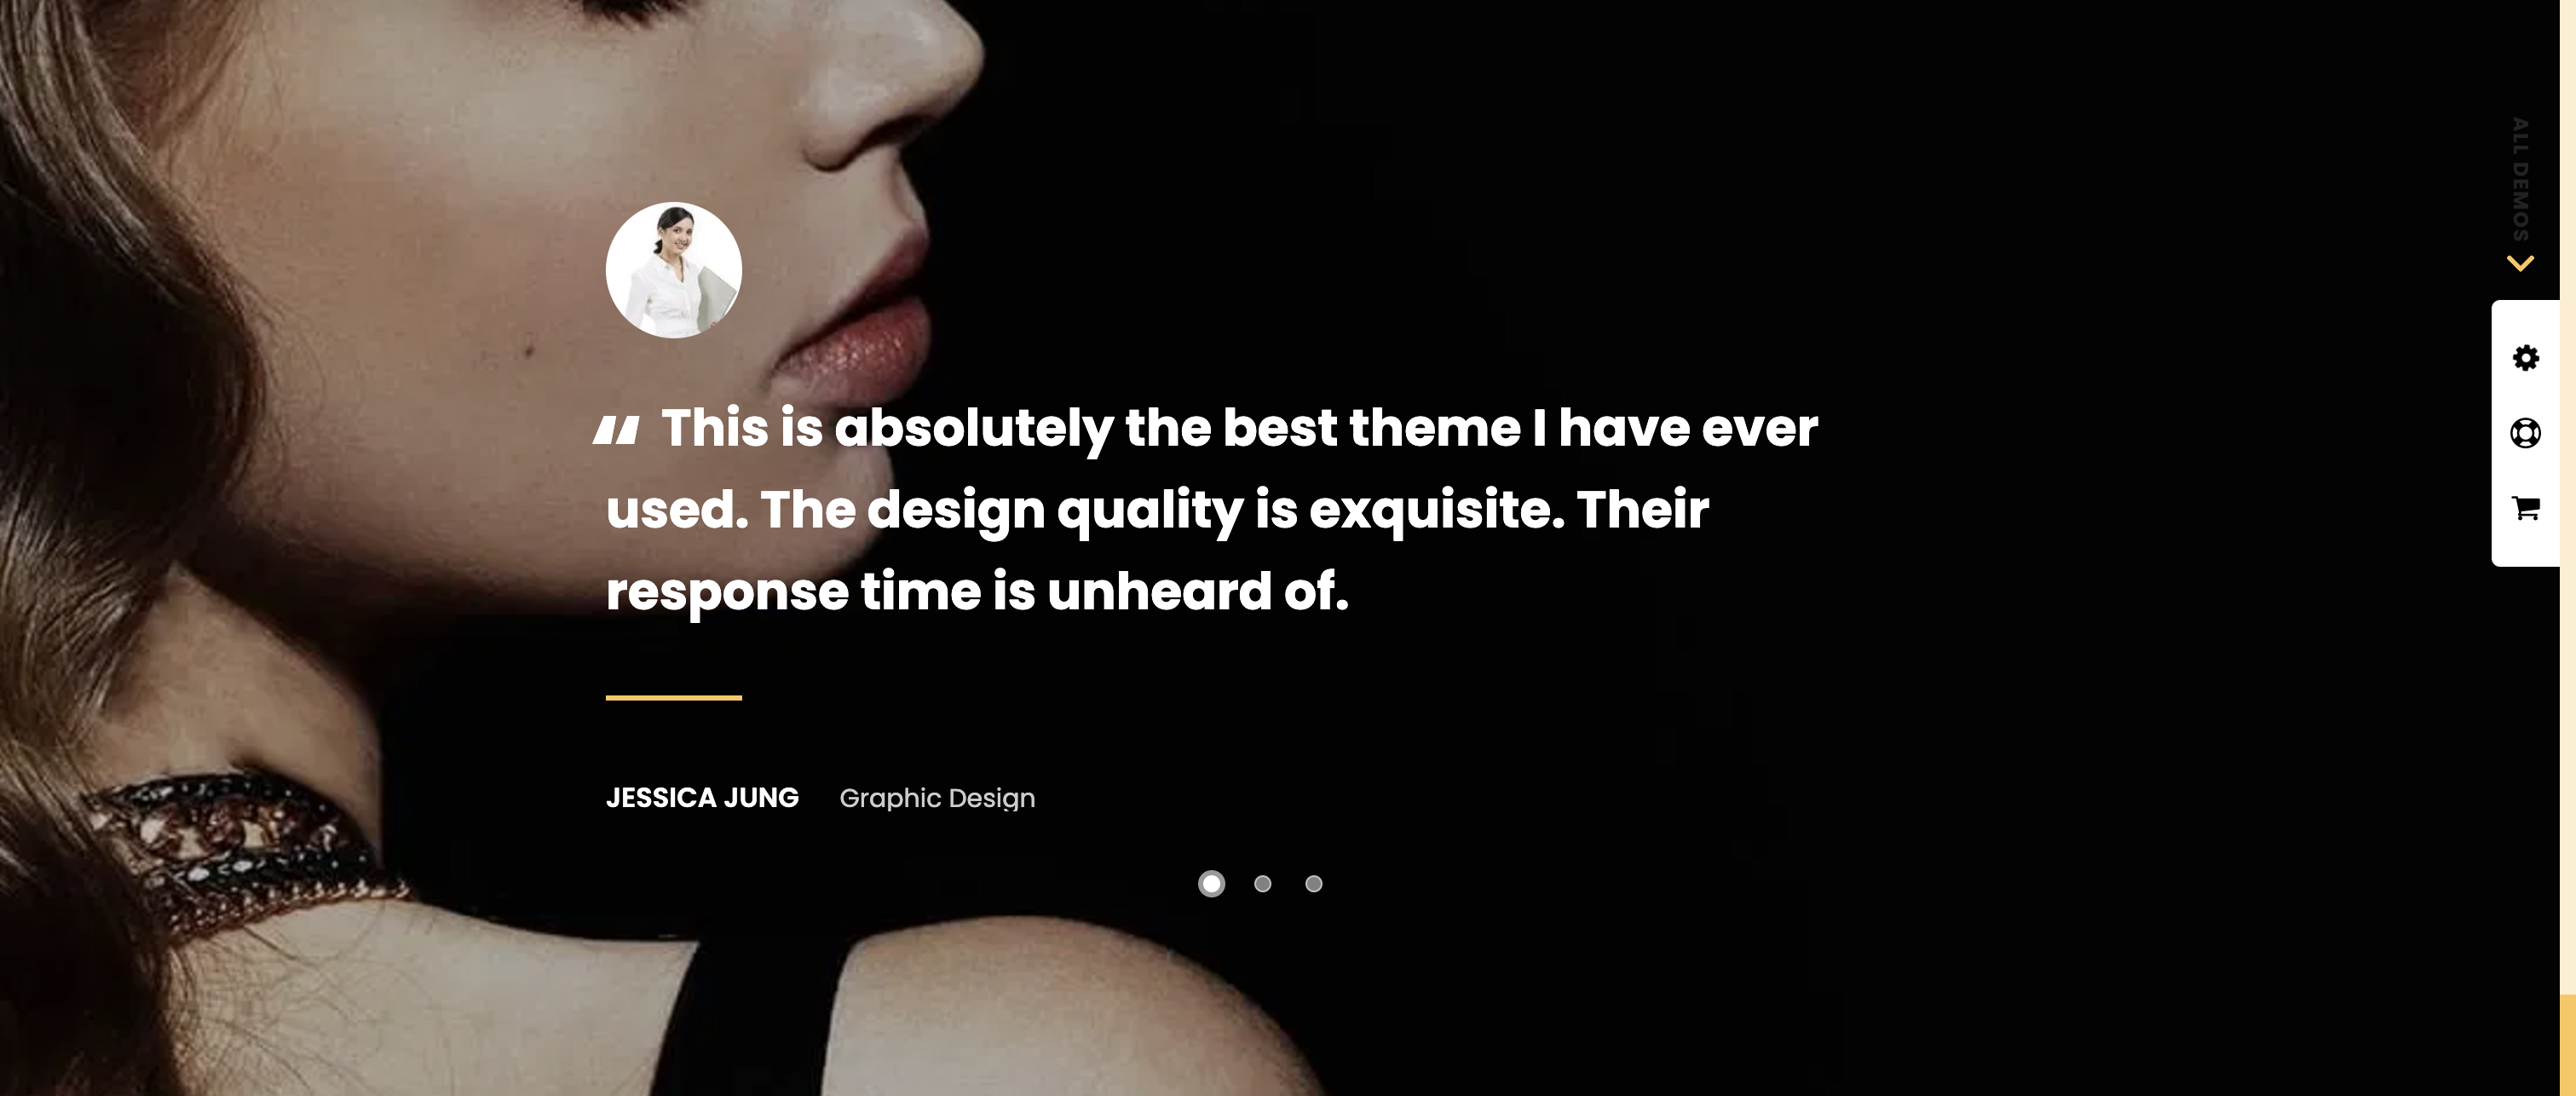 ALL DEMOS
“ This is absolutely the best theme I have ever
used. The design quality is exquisite. Their
response time is unheard of.
JESSICA JUNG Graphic Design